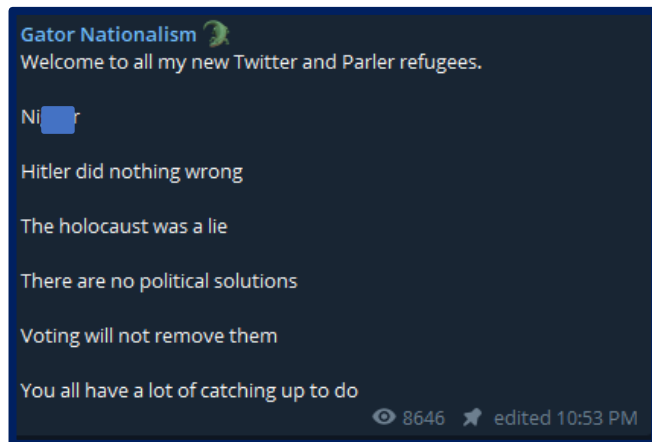 Gator Nationalism 🐊
Welcome to all my new Twitter and Parler refugees.
Hitler did nothing wrong
The holocaust was a lie
There are no political solutions
Voting will not remove them
You all have a lot of catching up to do
8646 edited 10:53 PM